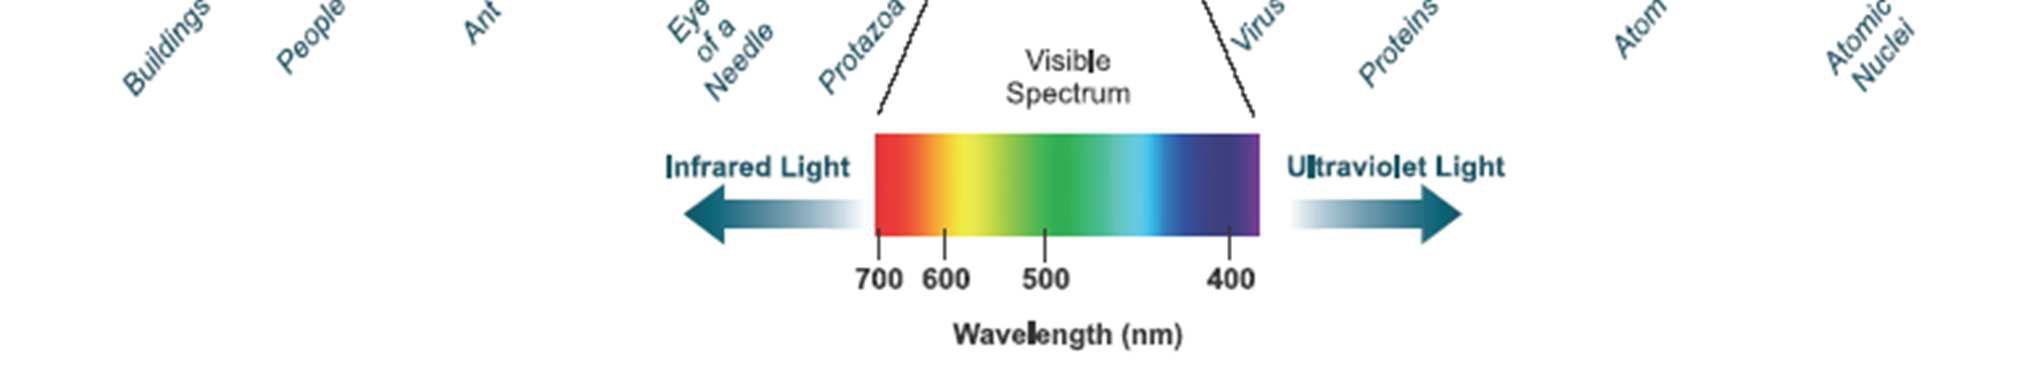 Buildings
People
Ant
Eye
of a
Needle
Protazoa
Visible
Spectrum
Virus
Proteins
Atom
Atomic
Nuclei
Infrared Light
Ultraviolet Light
700 600 500 400
Wavelength (nm)